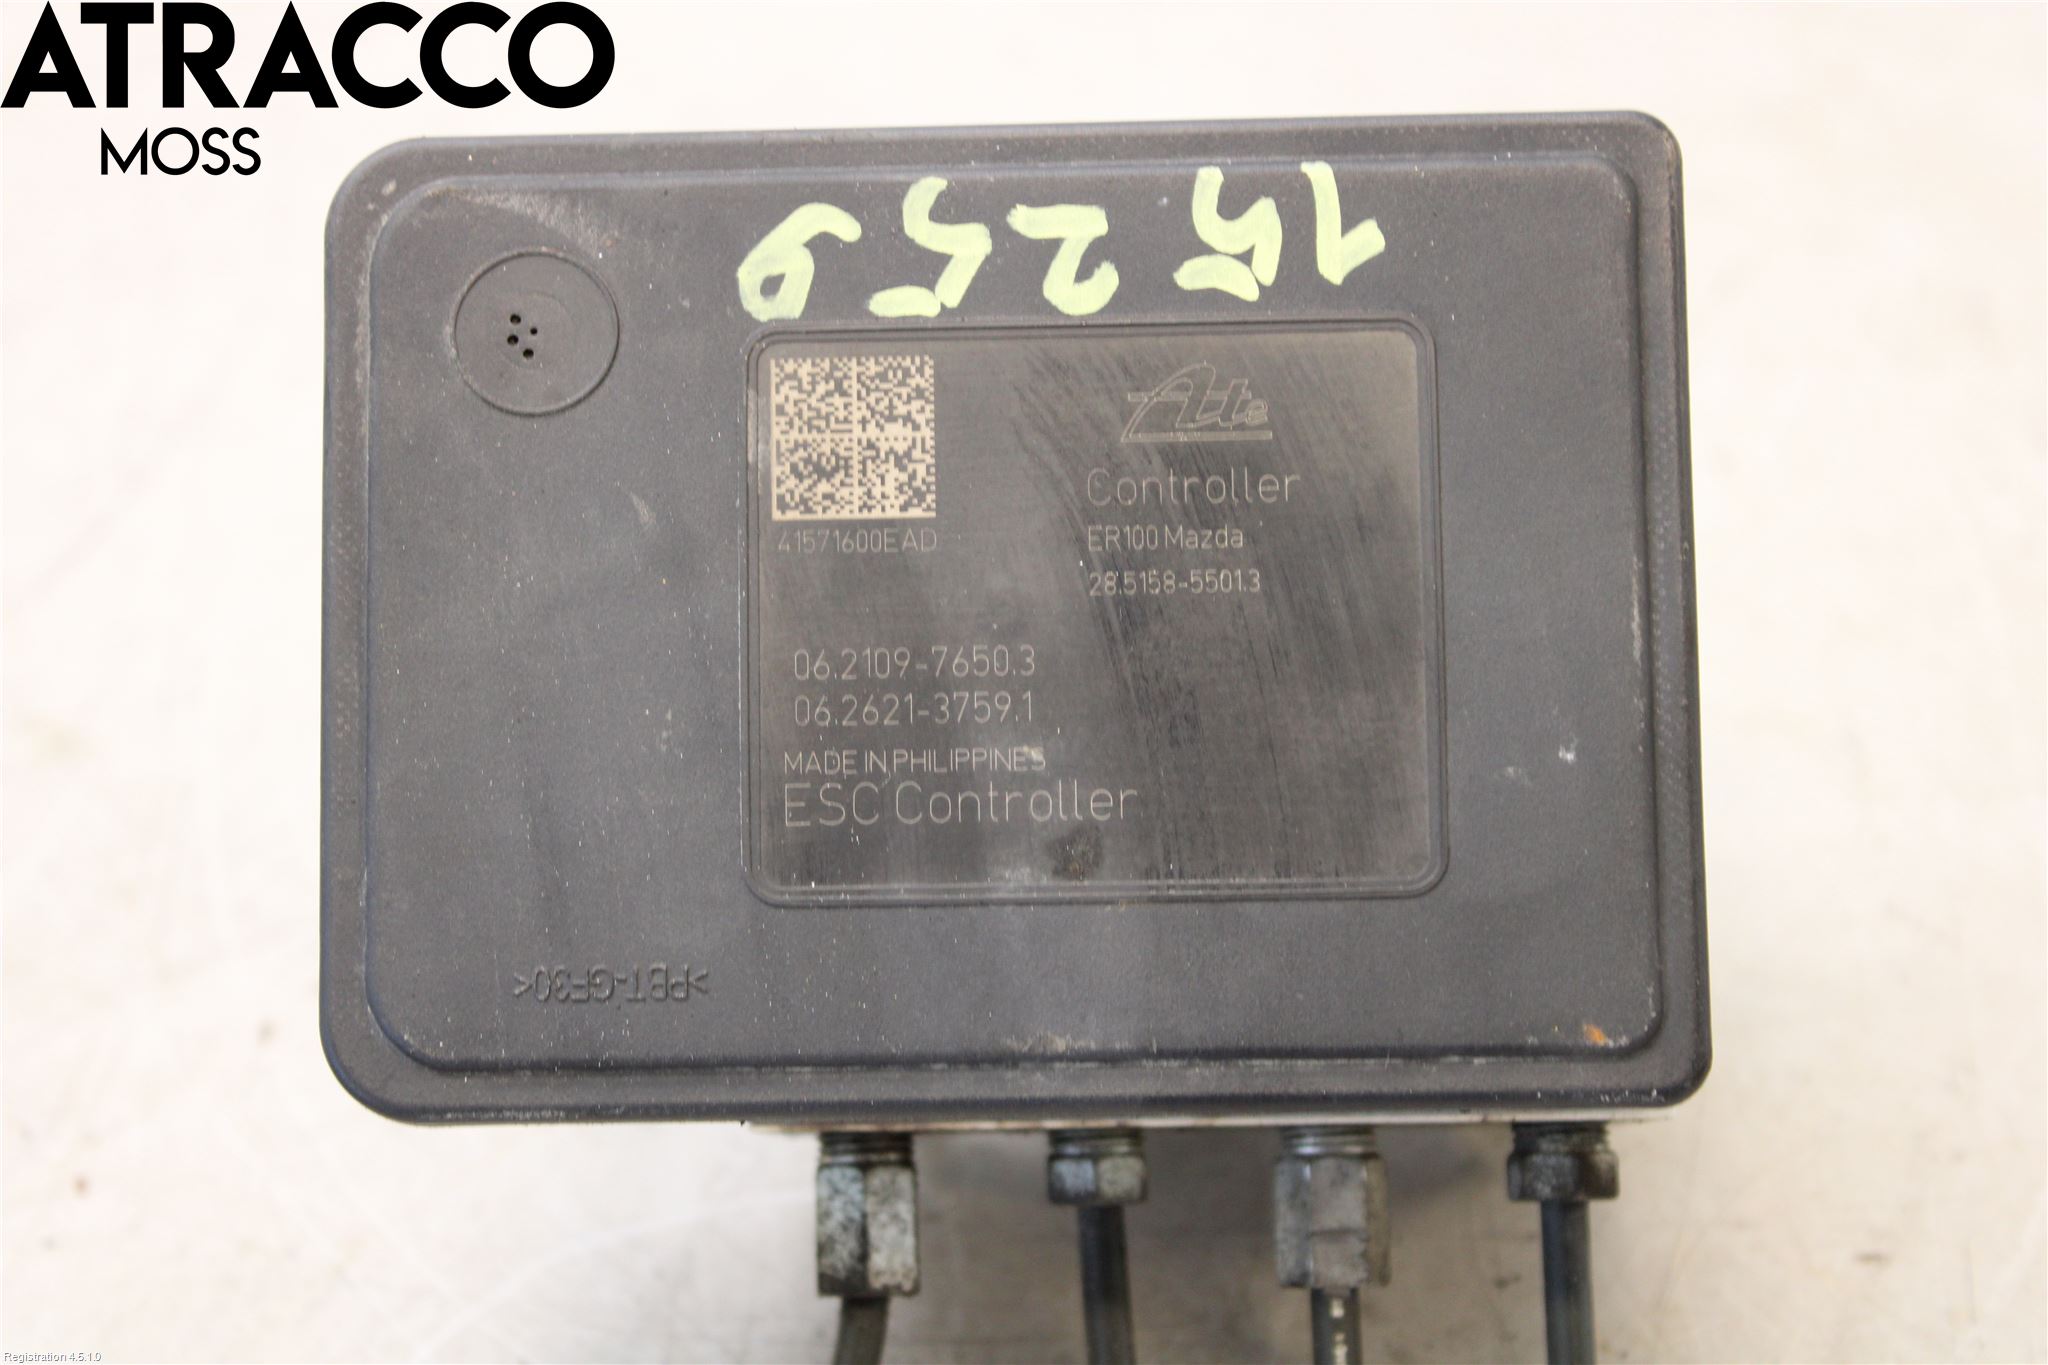 ATRACCO
MOSS
15259
41571600EAD
Ate
Controller
ER100 Mazda
28.5158-5501.3
06.2109-7650.3
06.2621-3759.1
MADE IN PHILIPPINES
ESC Controller
>PBT-GF30<
Registration 4.5.1.0